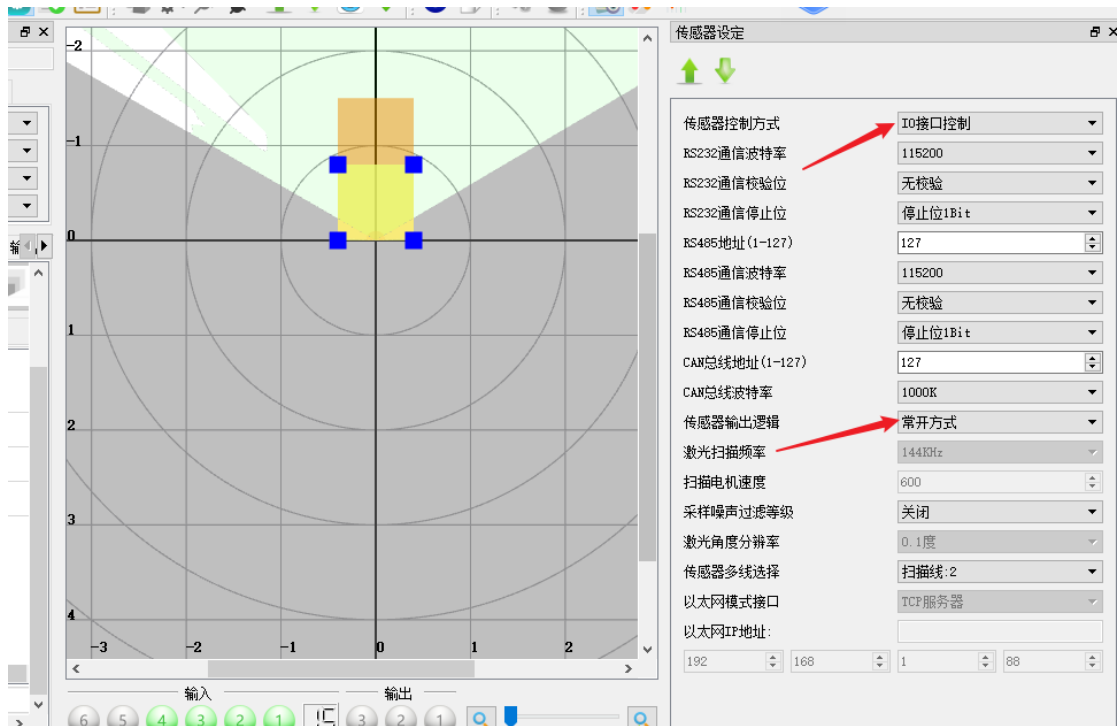 传感器设定
-2
-1
0
1
2
3
4
-3
-2
-1
0
1
2
输
传感器控制方式 IO接口控制
RS232通信波特率 115200
RS232通信校验位 无校验
RS232通信停止位 停止位1Bit
RS485地址(1-127) 127
RS485通信波特率 115200
RS485通信校验位 无校验
RS485通信停止位 停止位1Bit
CAN总线地址(1-127) 127
CAN总线波特率 1000K
传感器输出逻辑 常开方式
激光扫描频率 144KHz
扫描电机速度 600
采样噪声过滤等级 关闭
激光角度分辨率 0.1度
传感器多线选择 扫描线:2
以太网模式接口 TCP服务器
以太网IP地址:
192 168 1 88
输入 输出
6 5 4 3 2 1 3 2 1